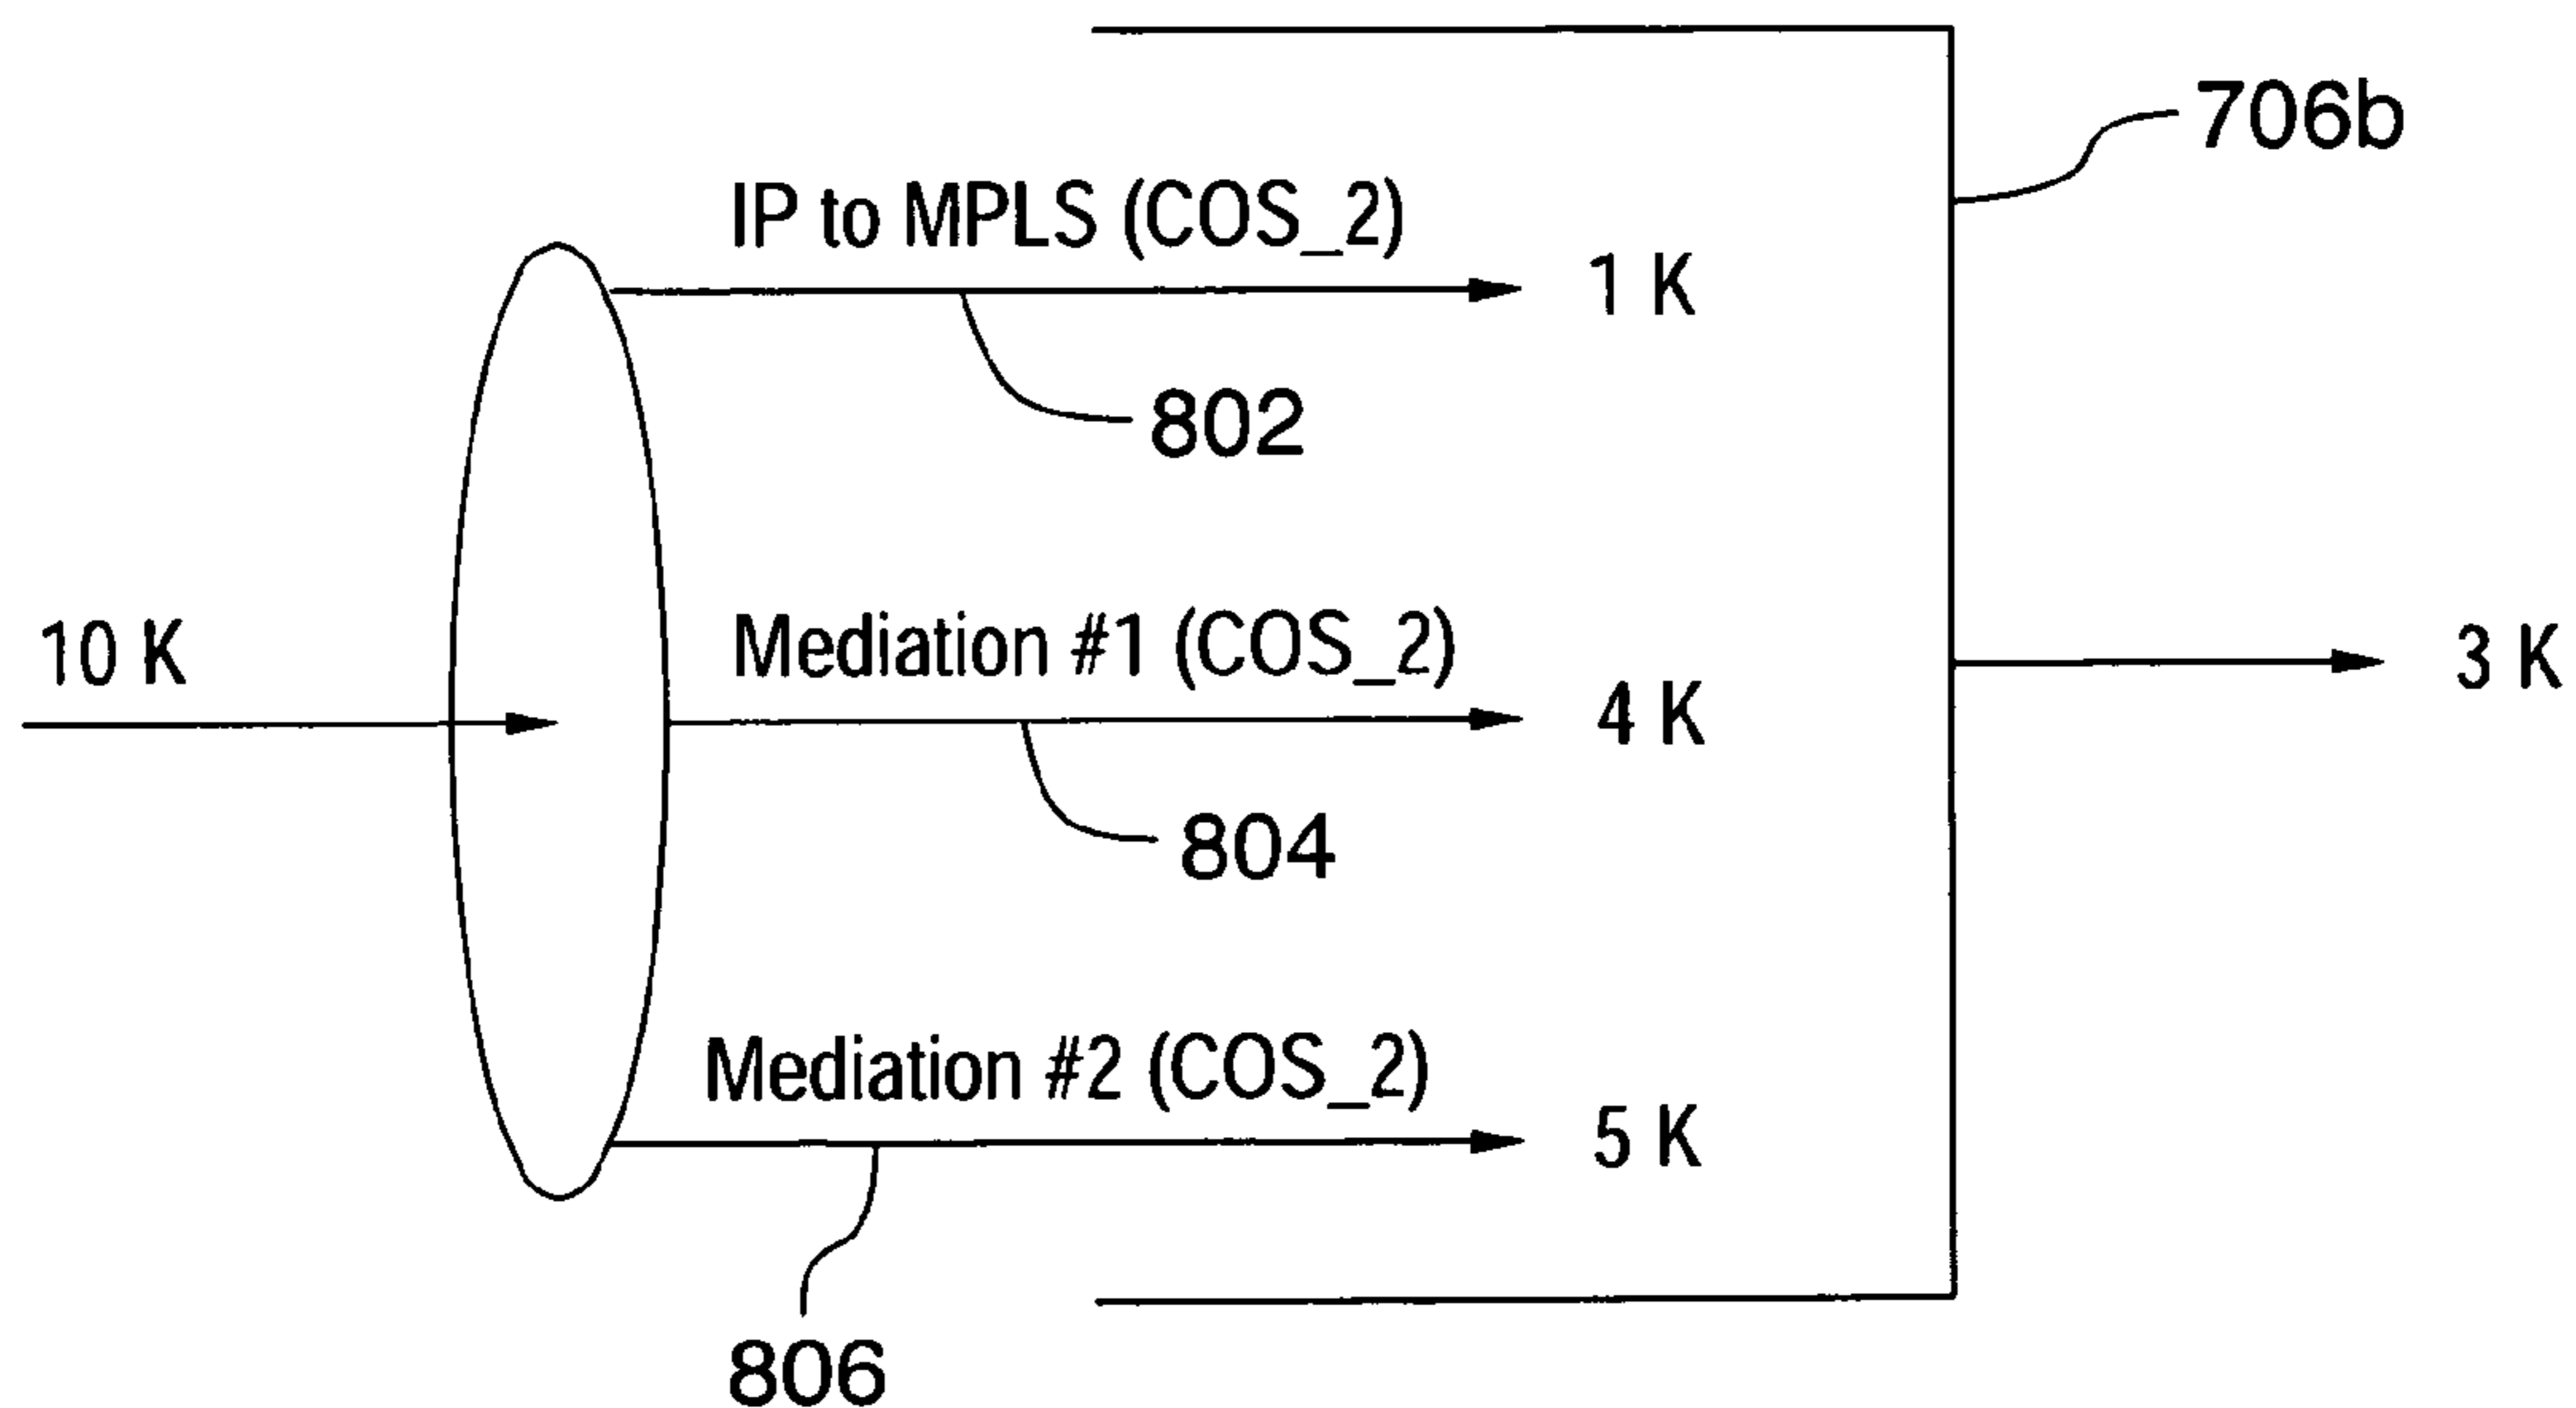 706b
IP to MPLS (COS_2)
1 K
802
10 K
Mediation #1 (COS_2)
3 K
4 K
804
Mediation #2 (COS_2)
5 K
806